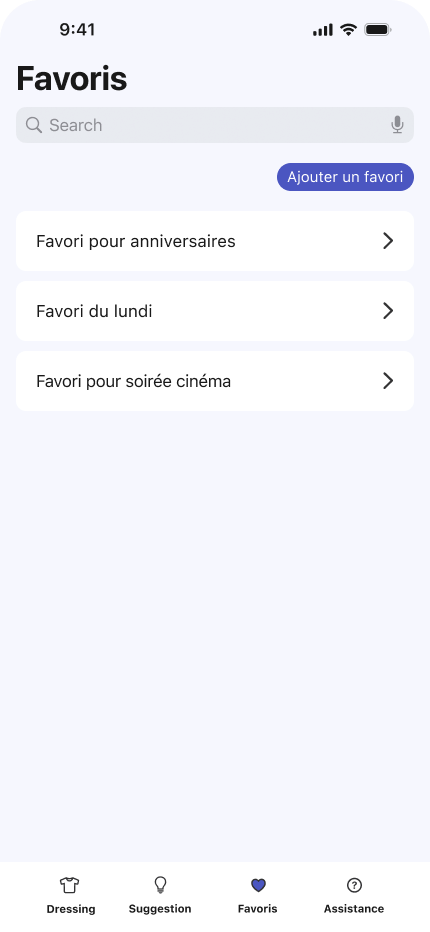 9:41
Favoris
Search
Ajouter un favori
Favori pour anniversaires
Favori du lundi
Favori pour soirée cinéma
Dressing Suggestion Favoris Assistance